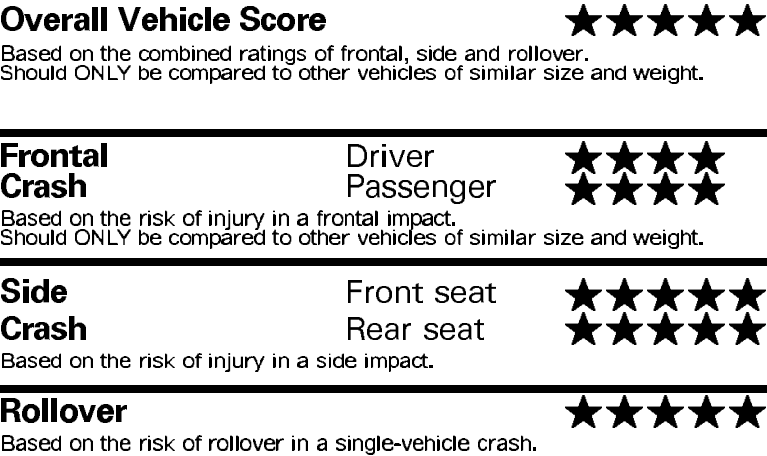 Overall Vehicle Score ★★★★★
Based on the combined ratings of frontal, side and rollover.
Should ONLY be compared to other vehicles of similar size and weight.
Frontal Driver ★★★★
Crash Passenger ★★★★
Based on the risk of injury in a frontal impact.
Should ONLY be compared to other vehicles of similar size and weight.
Side Front seat ★★★★★
Crash Rear seat ★★★★★
Based on the risk of injury in a side impact.
Rollover ★★★★★
Based on the risk of rollover in a single-vehicle crash.